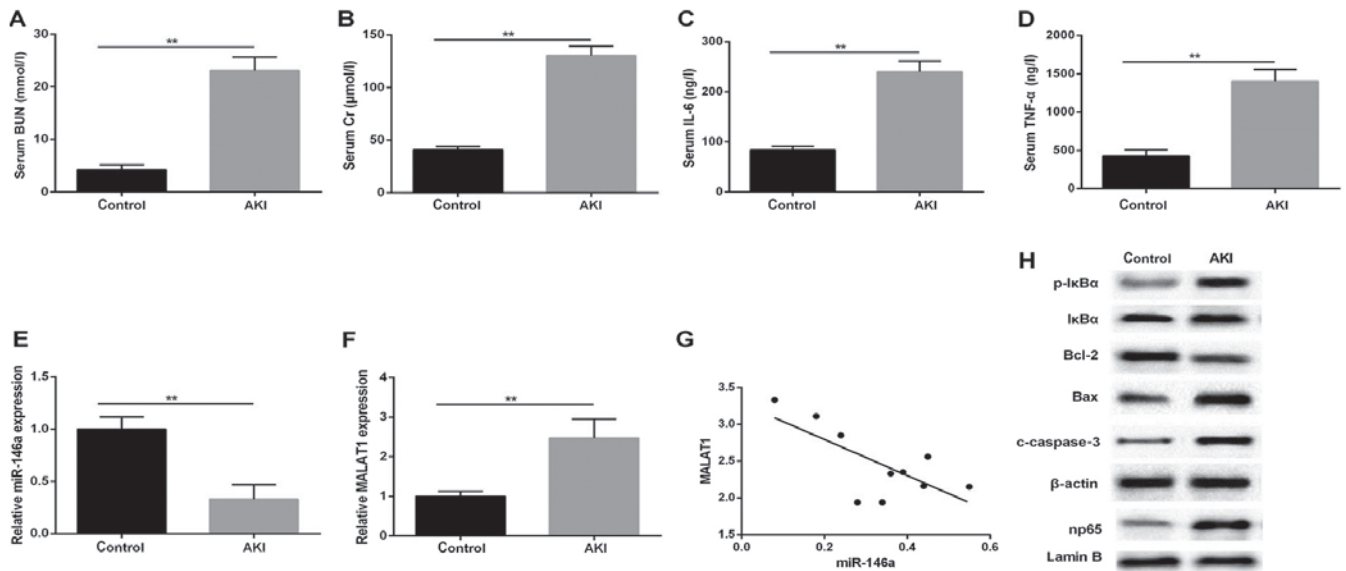 A
Serum BUN (mmol/l)
30
20
10
0
**
Control
AKI
B
Serum Cr (μmol/l)
150
100
50
0
**
Control
AKI
C
Serum IL-6 (ng/l)
300
200
100
0
**
Control
AKI
D
Serum TNF-α (ng/l)
2000
1500
1000
500
0
**
Control
AKI
E
Relative miR-146a expression
1.5
1.0
0.5
0.0
**
Control
AKI
F
Relative MALAT1 expression
4
3
2
1
0
**
Control
AKI
G
MALAT1
3.5
3.0
2.5
2.0
1.5
0.0 0.2 0.4 0.6
miR-146a
H
Control AKI
p-IκBα
IκBα
Bcl-2
Bax
c-caspase-3
β-actin
np65
Lamin B